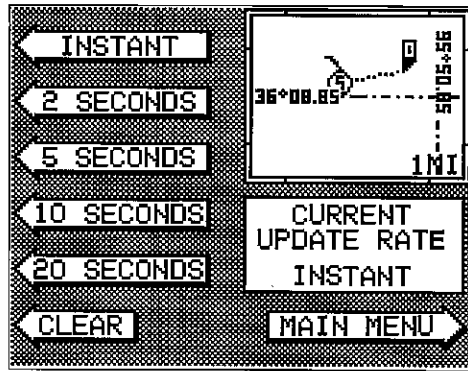 INSTANT
2 SECONDS
5 SECONDS
10 SECONDS
20 SECONDS
CLEAR
36°08.85
1MI
CURRENT
UPDATE RATE
INSTANT
MAIN MENU